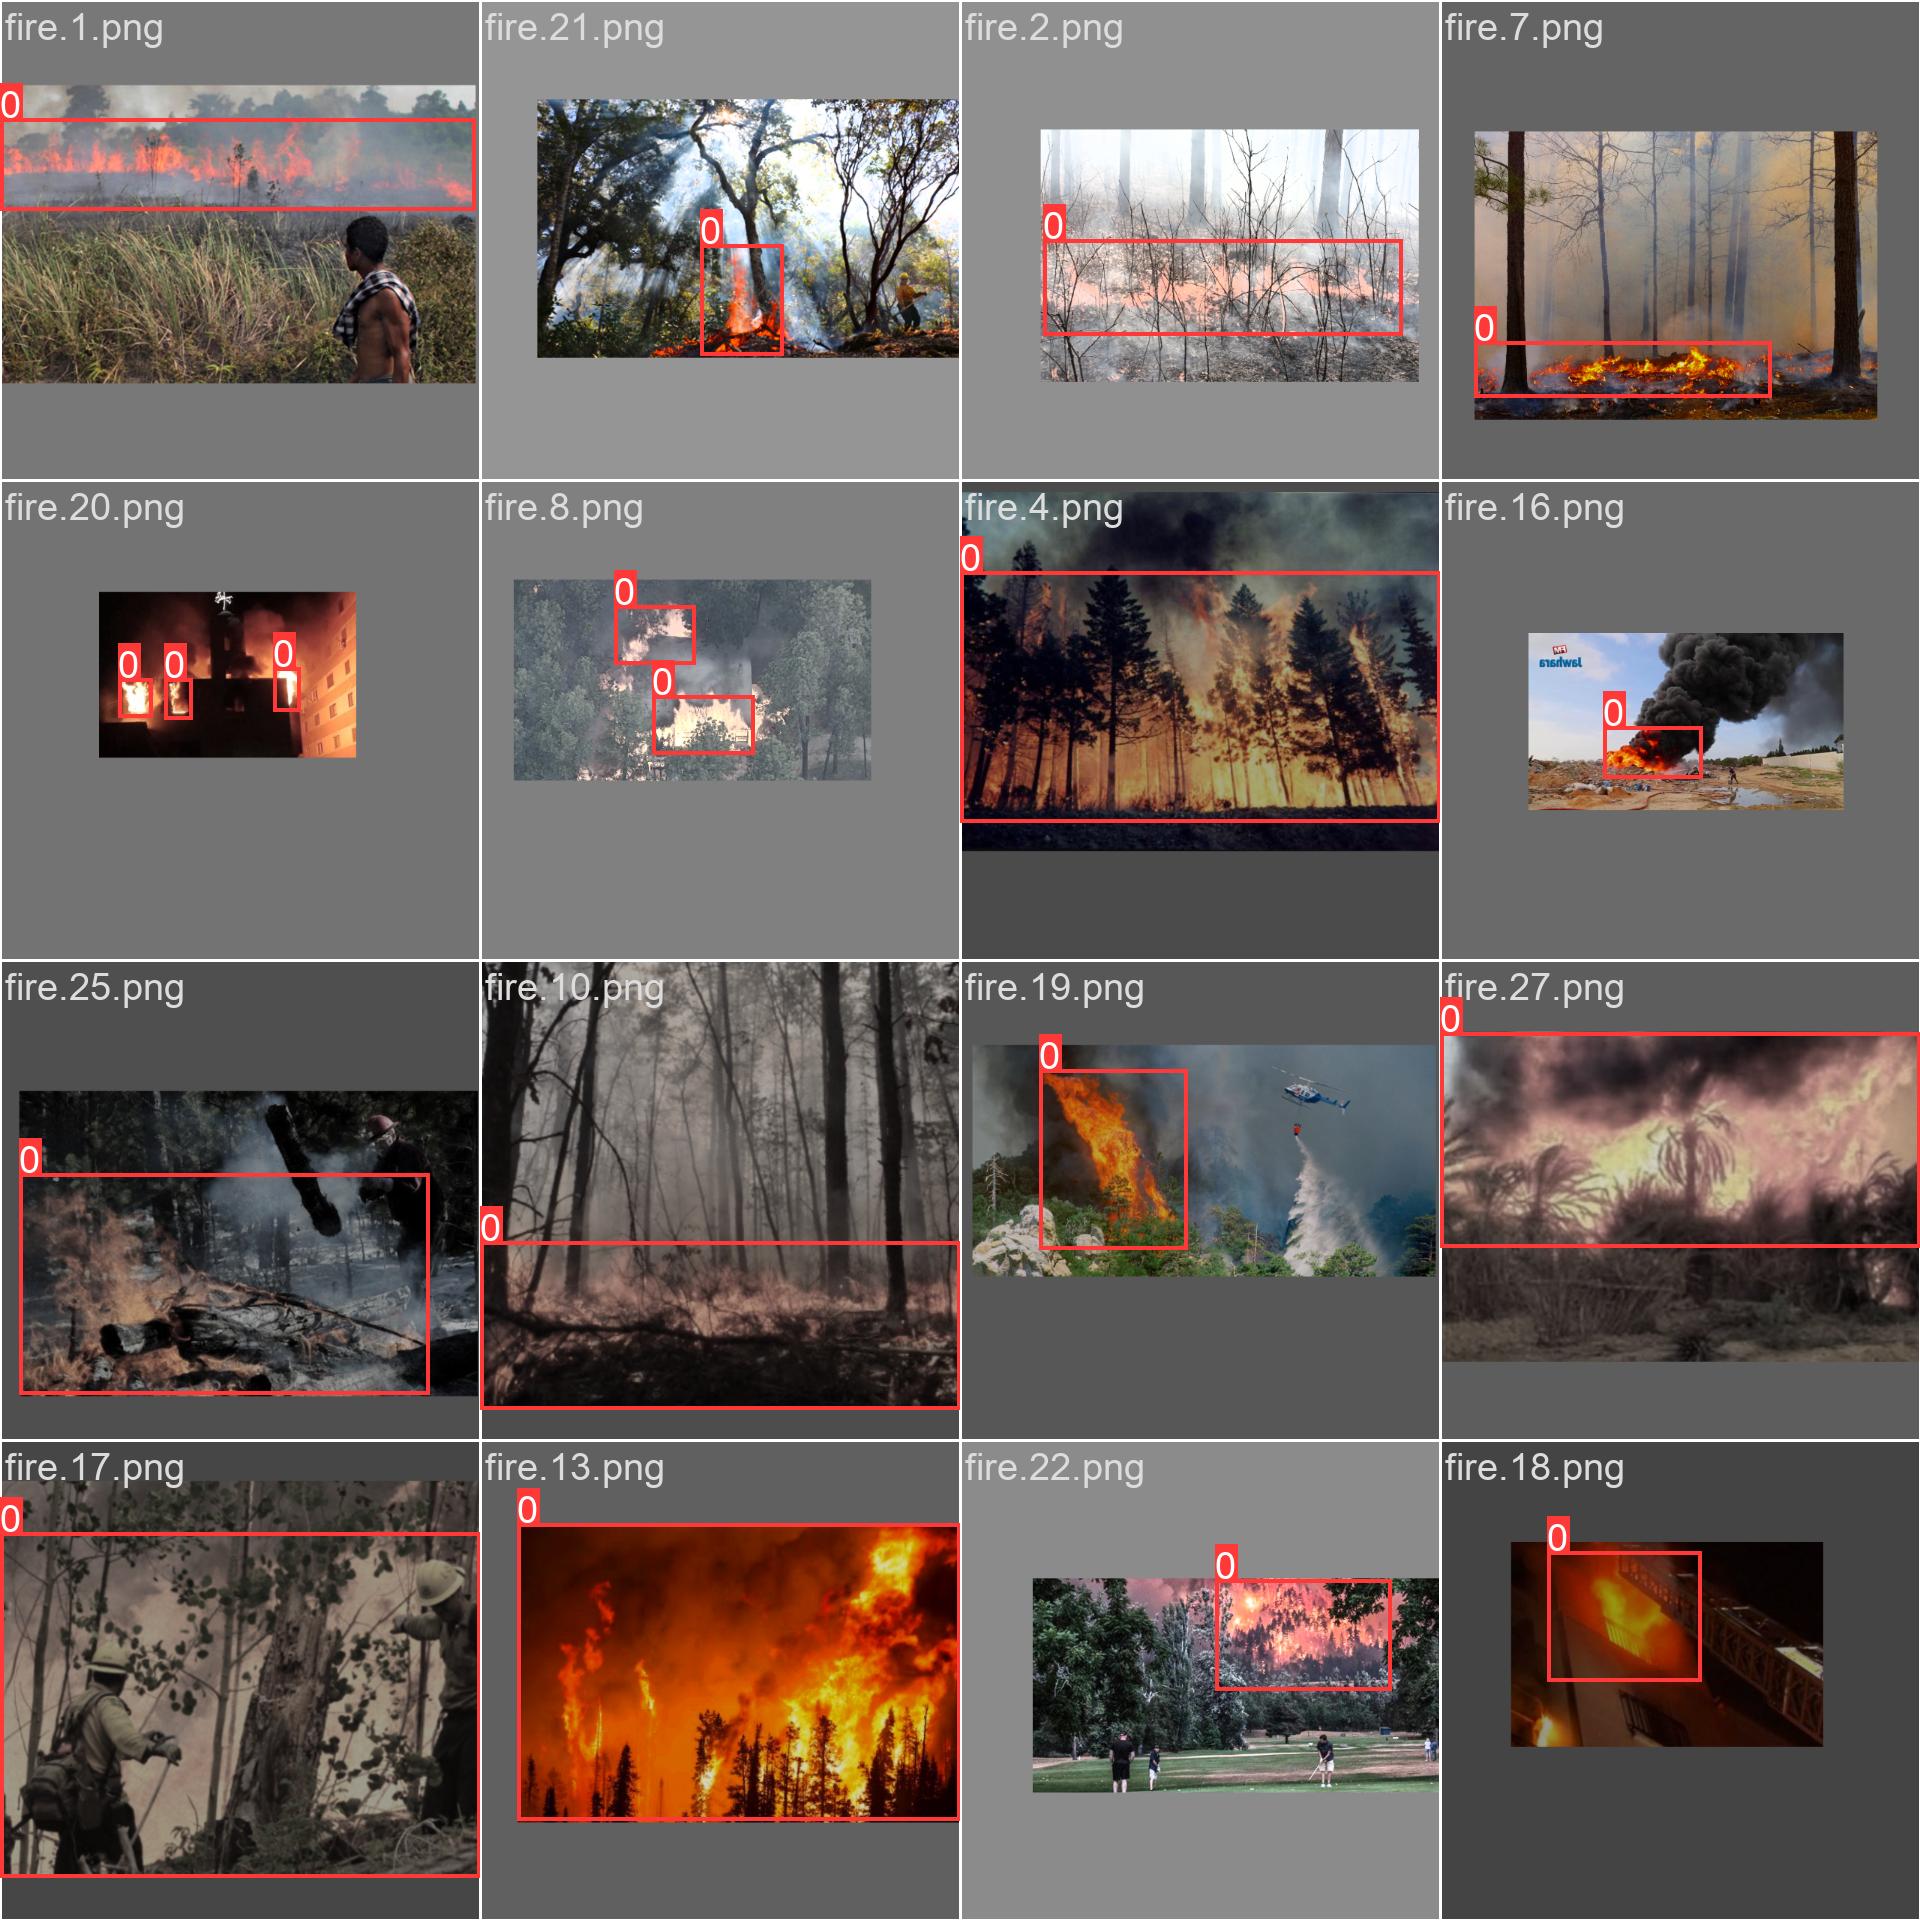 fire.1.png
fire.21.png
fire.2.png
fire.7.png
0
0
0
0
fire.20.png
fire.8.png
fire.4.png
fire.16.png
0
0
0
0
0
0
0
FM
Jawhara
0
fire.25.png
fire.10.png
fire.19.png
fire.27.png
0
0
0
0
fire.17.png
fire.13.png
fire.22.png
fire.18.png
0
0
0
0